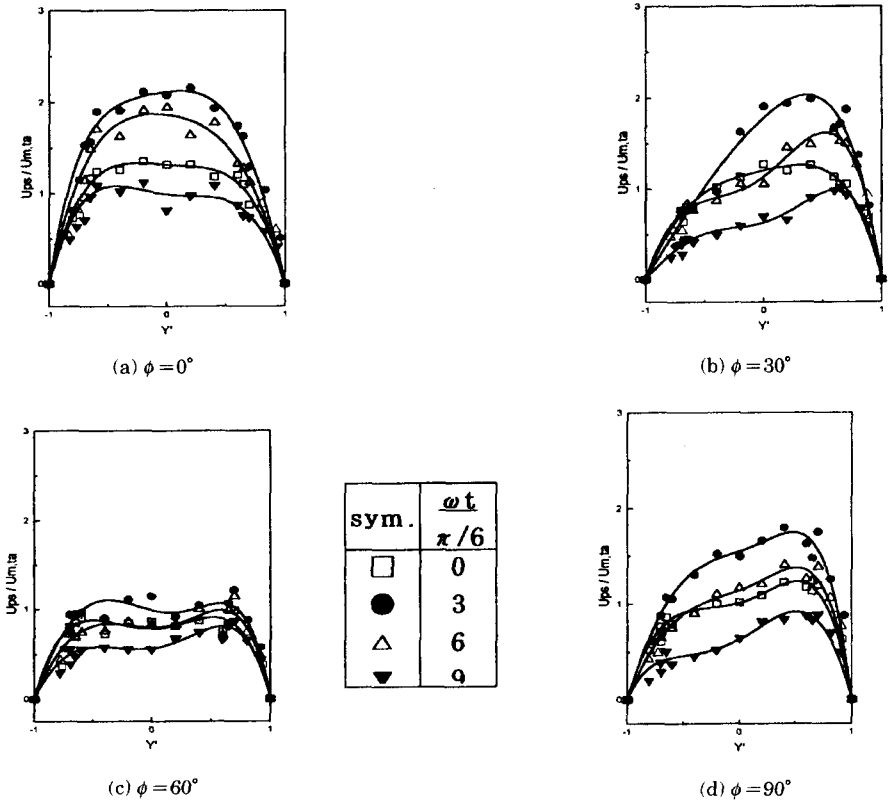 3
2
1
0
-1
0
1
Ups / Um,ta
Y'
(a) ϕ=0°
3
2
1
0
-1
0
1
Ups / Um,ta
Y'
(b) ϕ=30°
3
2
1
0
-1
0
1
Ups / Um,ta
Y'
(c) ϕ=60°
sym. ωt
π/6
□ 0
● 3
△ 6
▼ 9
3
2
1
0
-1
0
1
Ups / Um,ta
Y'
(d) ϕ=90°